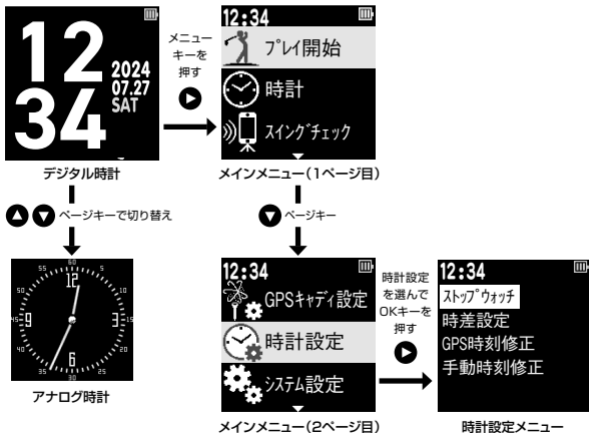 12
34
2024
07.27
SAT
デジタル時計
メニュー
キーを
押す
12:34
プレイ開始
時計
スイングチェック
メインメニュー(1ページ目)
ページキーで切り替え
ページキー
60
5
10
15
20
25
30
35
40
45
50
55
12
3
6
9
アナログ時計
12:34
GPSキャディ設定
時計設定
システム設定
メインメニュー(2ページ目)
時計設定
を選んで
OKキーを
押す
12:34
ストップウォッチ
時差設定
GPS時刻修正
手動時刻修正
時計設定メニュー